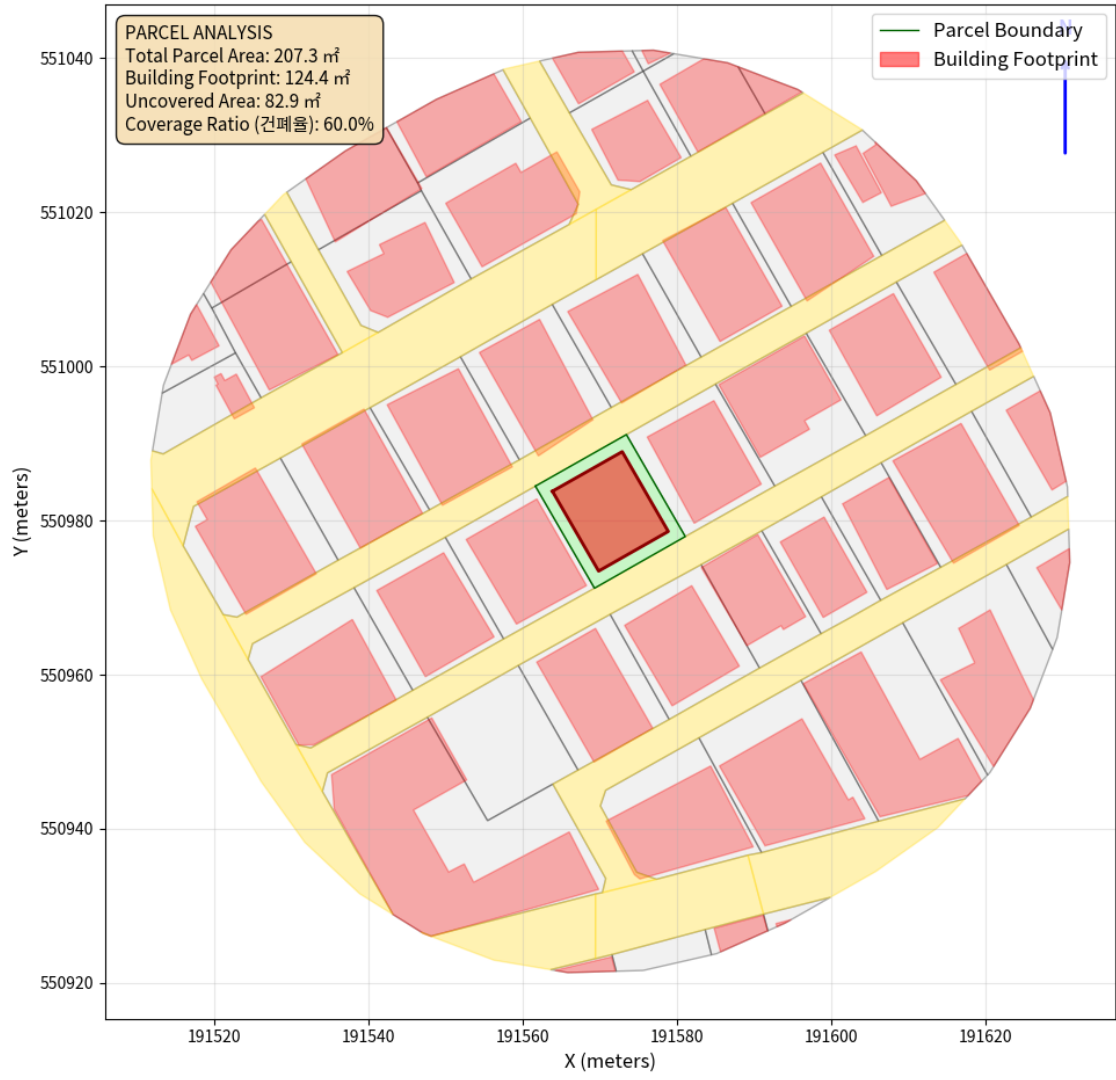 PARCEL ANALYSIS
Total Parcel Area: 207.3 ㎡
Building Footprint: 124.4 ㎡
Uncovered Area: 82.9 ㎡
Coverage Ratio (건폐율): 60.0%
Parcel Boundary
Building Footprint
N
551040
551020
551000
550980
550960
550940
550920
Y (meters)
191520
191540
191560
191580
191600
191620
X (meters)